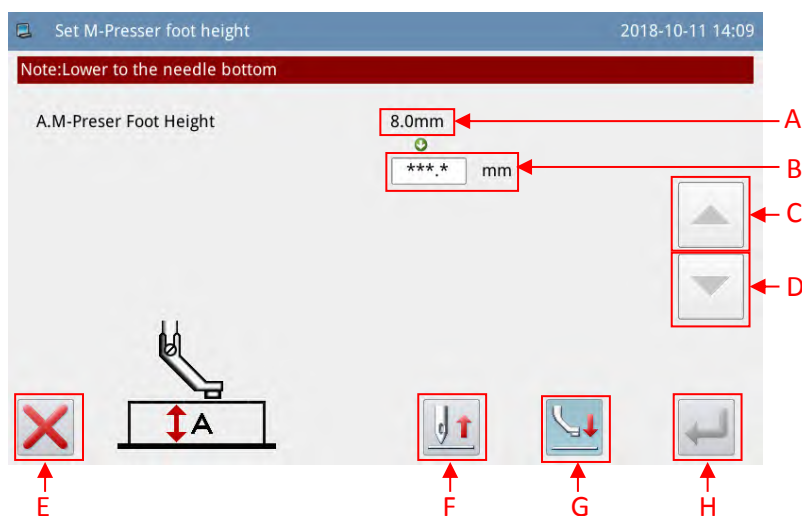 Set M-Presser foot height 2018-10-11 14:09
Note:Lower to the needle bottom
A.M-Preser Foot Height 8.0mm A
***.* mm B
C
D
A
E F G H